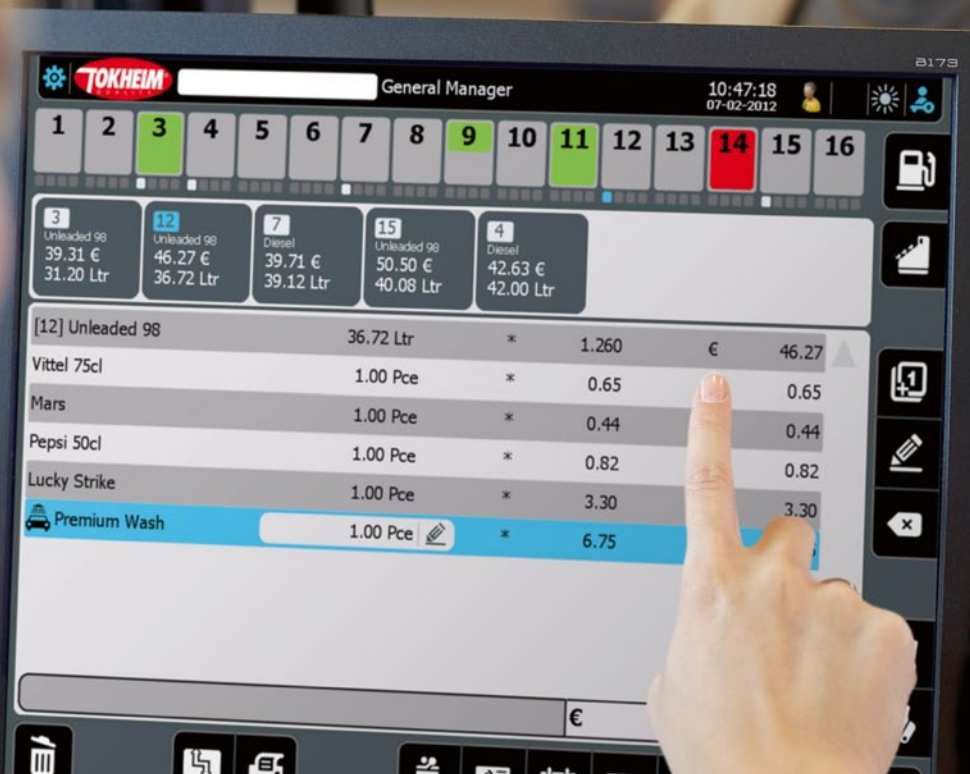 TOKHEIM
QUALITY
General Manager
10:47:18
07-02-2012
1 2 3 4 5 6 7 8 9 10 11 12 13 14 15 16
3
Unleaded 98
39.31 €
31.20 Ltr
12
Unleaded 98
46.27 €
36.72 Ltr
7
Diesel
39.71 €
39.12 Ltr
15
Unleaded 98
50.50 €
40.08 Ltr
4
Diesel
42.63 €
42.00 Ltr
[12] Unleaded 98 36.72 Ltr * 1.260 € 46.27
Vittel 75cl 1.00 Pce * 0.65 0.65
Mars 1.00 Pce * 0.44 0.44
Pepsi 50cl 1.00 Pce * 0.82 0.82
Lucky Strike 1.00 Pce * 3.30 3.30
Premium Wash 1.00 Pce * 6.75
€
1